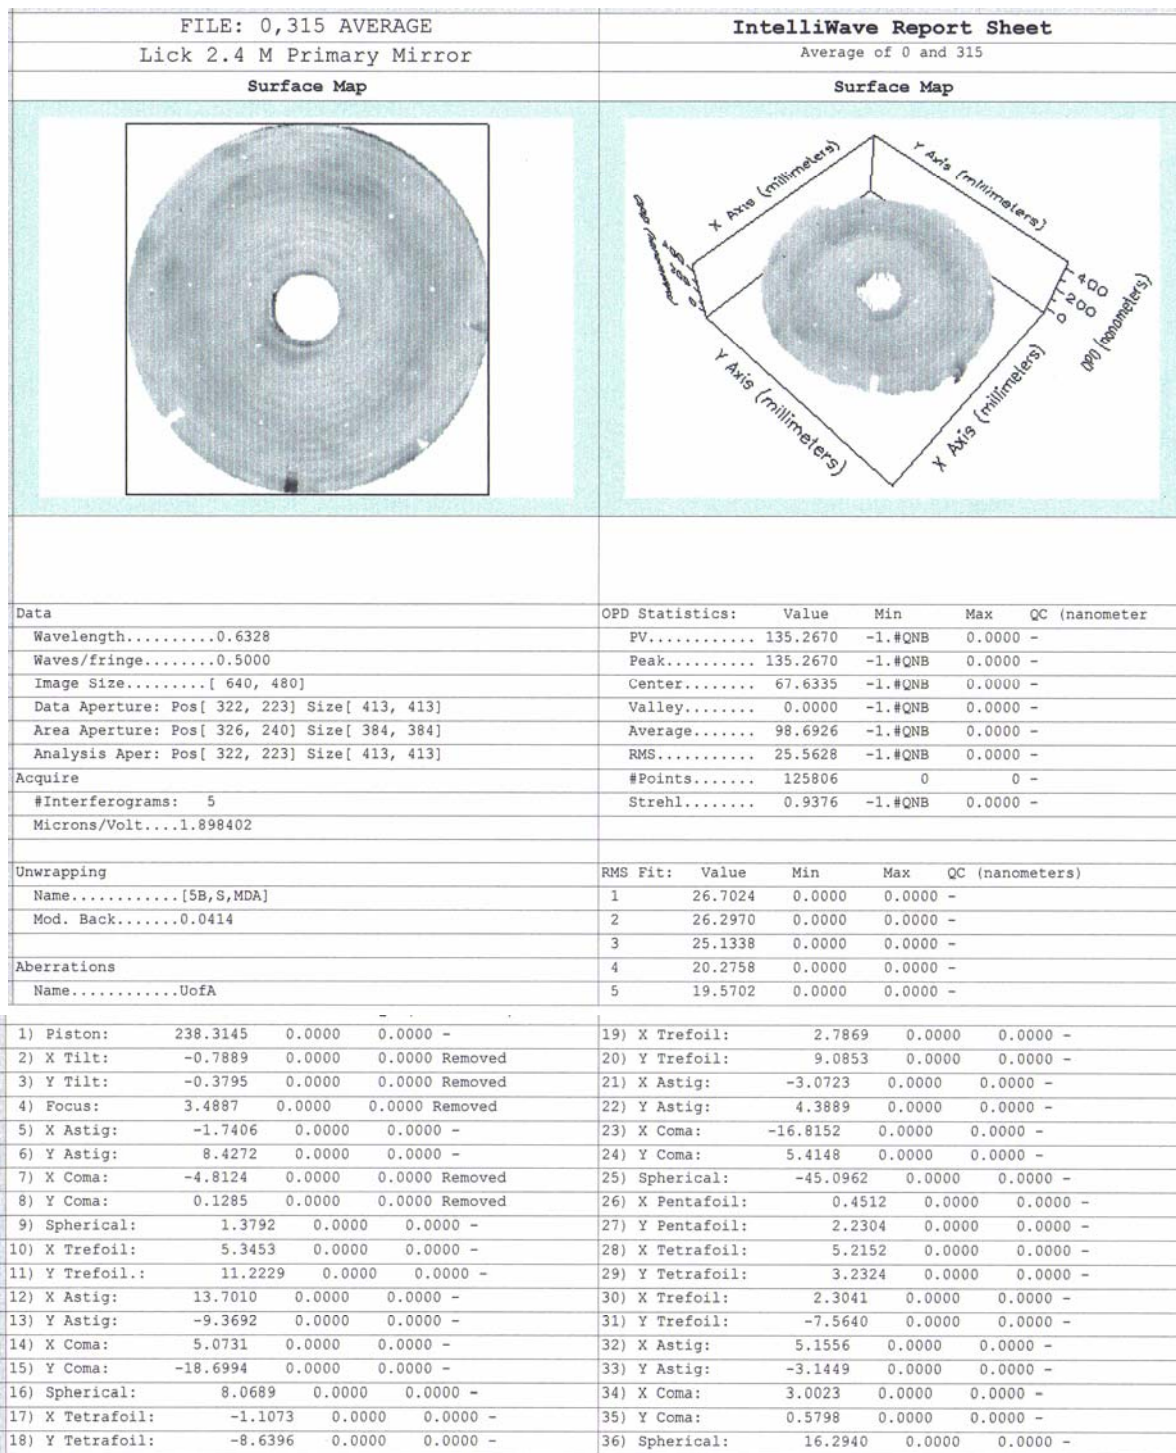 FILE: 0,315 AVERAGE
Lick 2.4 M Primary Mirror
Surface Map
IntelliWave Report Sheet
Average of 0 and 315
Surface Map
X Axis (millimeters)
Y Axis (millimeters)
400
200
0
OPD (nanometers)
Y Axis (millimeters)
X Axis (millimeters)
Data
Wavelength..........0.6328
Waves/fringe........0.5000
Image Size.........[ 640, 480]
Data Aperture: Pos[ 322, 223] Size[ 413, 413]
Area Aperture: Pos[ 326, 240] Size[ 384, 384]
Analysis Aper: Pos[ 322, 223] Size[ 413, 413]
Acquire
#Interferograms: 5
Microns/Volt....1.898402
Unwrapping
Name............[5B,S,MDA]
Mod. Back.......0.0414
Aberrations
Name............UofA
OPD Statistics: Value Min Max QC (nanometer
PV............ 135.2670 -1.#QNB 0.0000 -
Peak.......... 135.2670 -1.#QNB 0.0000 -
Center........ 67.6335 -1.#QNB 0.0000 -
Valley........ 0.0000 -1.#QNB 0.0000 -
Average....... 98.6926 -1.#QNB 0.0000 -
RMS........... 25.5628 -1.#QNB 0.0000 -
#Points....... 125806 0 0 -
Strehl........ 0.9376 -1.#QNB 0.0000 -
RMS Fit: Value Min Max QC (nanometers)
1 26.7024 0.0000 0.0000 -
2 26.2970 0.0000 0.0000 -
3 25.1338 0.0000 0.0000 -
4 20.2758 0.0000 0.0000 -
5 19.5702 0.0000 0.0000 -
1) Piston: 238.3145 0.0000 0.0000 -
2) X Tilt: -0.7889 0.0000 0.0000 Removed
3) Y Tilt: -0.3795 0.0000 0.0000 Removed
4) Focus: 3.4887 0.0000 0.0000 Removed
5) X Astig: -1.7406 0.0000 0.0000 -
6) Y Astig: 8.4272 0.0000 0.0000 -
7) X Coma: -4.8124 0.0000 0.0000 Removed
8) Y Coma: 0.1285 0.0000 0.0000 Removed
9) Spherical: 1.3792 0.0000 0.0000 -
10) X Trefoil: 5.3453 0.0000 0.0000 -
11) Y Trefoil.: 11.2229 0.0000 0.0000 -
12) X Astig: 13.7010 0.0000 0.0000 -
13) Y Astig: -9.3692 0.0000 0.0000 -
14) X Coma: 5.0731 0.0000 0.0000 -
15) Y Coma: -18.6994 0.0000 0.0000 -
16) Spherical: 8.0689 0.0000 0.0000 -
17) X Tetrafoil: -1.1073 0.0000 0.0000 -
18) Y Tetrafoil: -8.6396 0.0000 0.0000 -
19) X Trefoil: 2.7869 0.0000 0.0000 -
20) Y Trefoil: 9.0853 0.0000 0.0000 -
21) X Astig: -3.0723 0.0000 0.0000 -
22) Y Astig: 4.3889 0.0000 0.0000 -
23) X Coma: -16.8152 0.0000 0.0000 -
24) Y Coma: 5.4148 0.0000 0.0000 -
25) Spherical: -45.0962 0.0000 0.0000 -
26) X Pentafoil: 0.4512 0.0000 0.0000 -
27) Y Pentafoil: 2.2304 0.0000 0.0000 -
28) X Tetrafoil: 5.2152 0.0000 0.0000 -
29) Y Tetrafoil: 3.2324 0.0000 0.0000 -
30) X Trefoil: 2.3041 0.0000 0.0000 -
31) Y Trefoil: -7.5640 0.0000 0.0000 -
32) X Astig: 5.1556 0.0000 0.0000 -
33) Y Astig: -3.1449 0.0000 0.0000 -
34) X Coma: 3.0023 0.0000 0.0000 -
35) Y Coma: 0.5798 0.0000 0.0000 -
36) Spherical: 16.2940 0.0000 0.0000 -